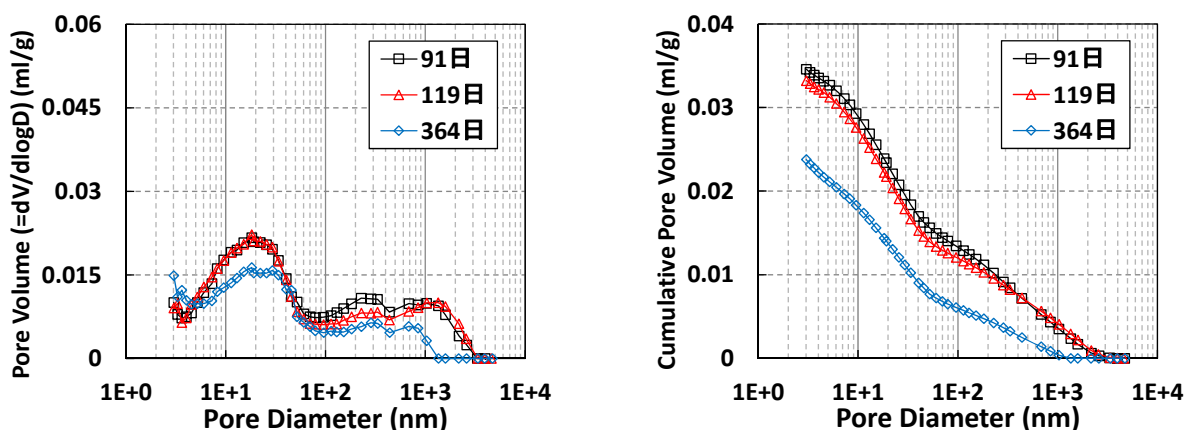 Pore Volume (=dV/dlogD) (ml/g)
0.06
0.045
0.03
0.015
0
1E+0
1E+1
1E+2
1E+3
1E+4
Pore Diameter (nm)
91日
119日
364日
Cumulative Pore Volume (ml/g)
0.04
0.03
0.02
0.01
0
1E+0
1E+1
1E+2
1E+3
1E+4
Pore Diameter (nm)
91日
119日
364日